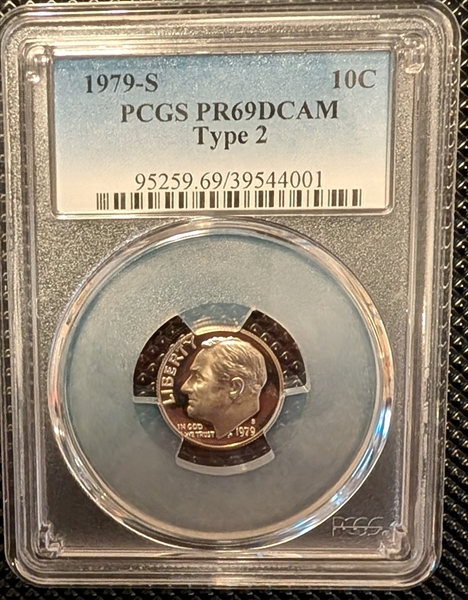 1979-S 10C
PCGS PR69DCAM
Type 2
95259.69/39544001
LIBERTY
IN GOD
WE TRUST
S
1979
PCGS